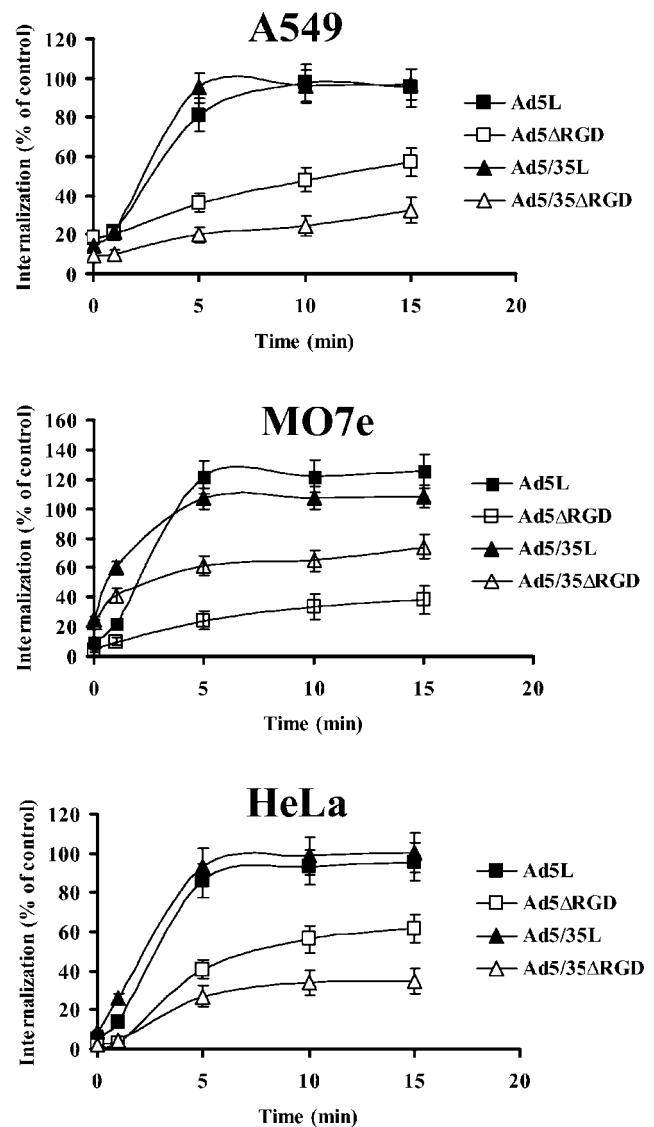 A549
Internalization (% of control)
120
100
80
60
40
20
0
0 5 10 15 20
Time (min)
Ad5L
Ad5ΔRGD
Ad5/35L
Ad5/35ΔRGD
MO7e
Internalization (% of control)
160
140
120
100
80
60
40
20
0
0 5 10 15 20
Time (min)
Ad5L
Ad5ΔRGD
Ad5/35L
Ad5/35ΔRGD
HeLa
Internalization (% of control)
120
100
80
60
40
20
0
0 5 10 15 20
Time (min)
Ad5L
Ad5ΔRGD
Ad5/35L
Ad5/35ΔRGD